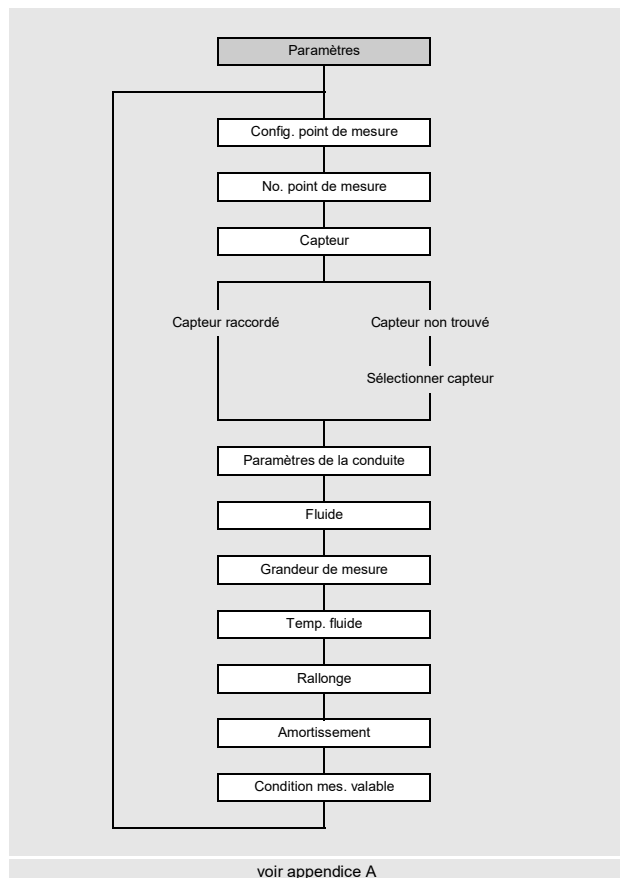 Paramètres
Config. point de mesure
No. point de mesure
Capteur
Capteur raccordé
Capteur non trouvé
Sélectionner capteur
Paramètres de la conduite
Fluide
Grandeur de mesure
Temp. fluide
Rallonge
Amortissement
Condition mes. valable
voir appendice A